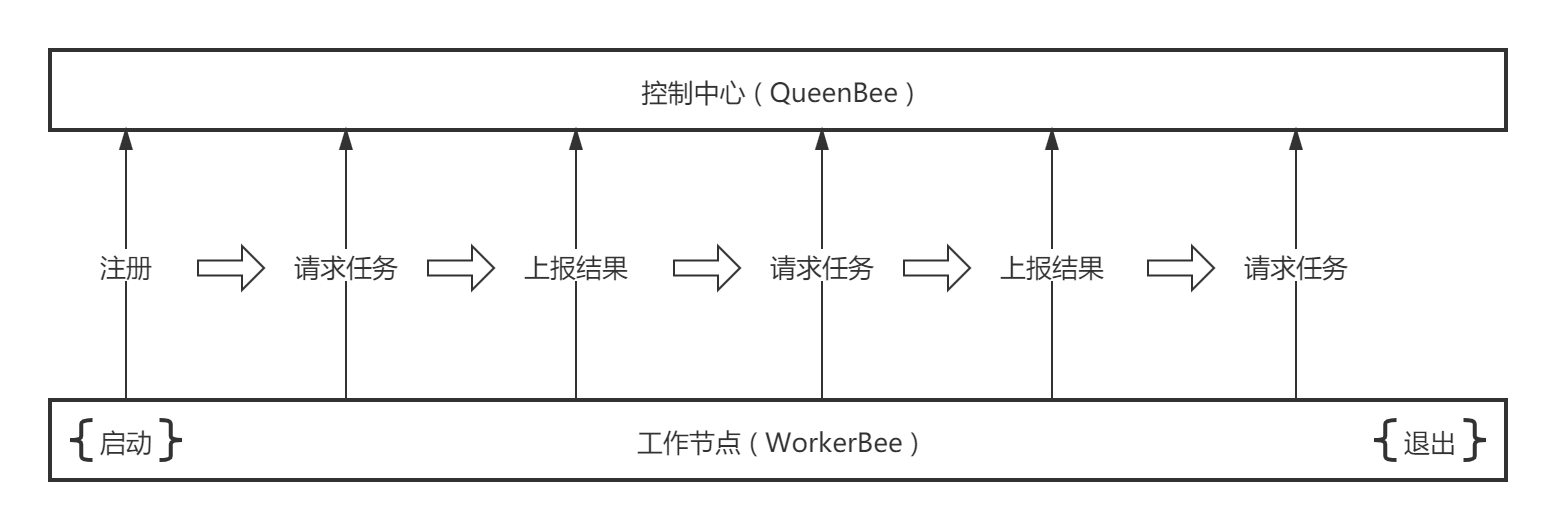 控制中心 ( QueenBee )
注册
请求任务
上报结果
请求任务
上报结果
请求任务
{启动}
工作节点 ( WorkerBee )
{退出}